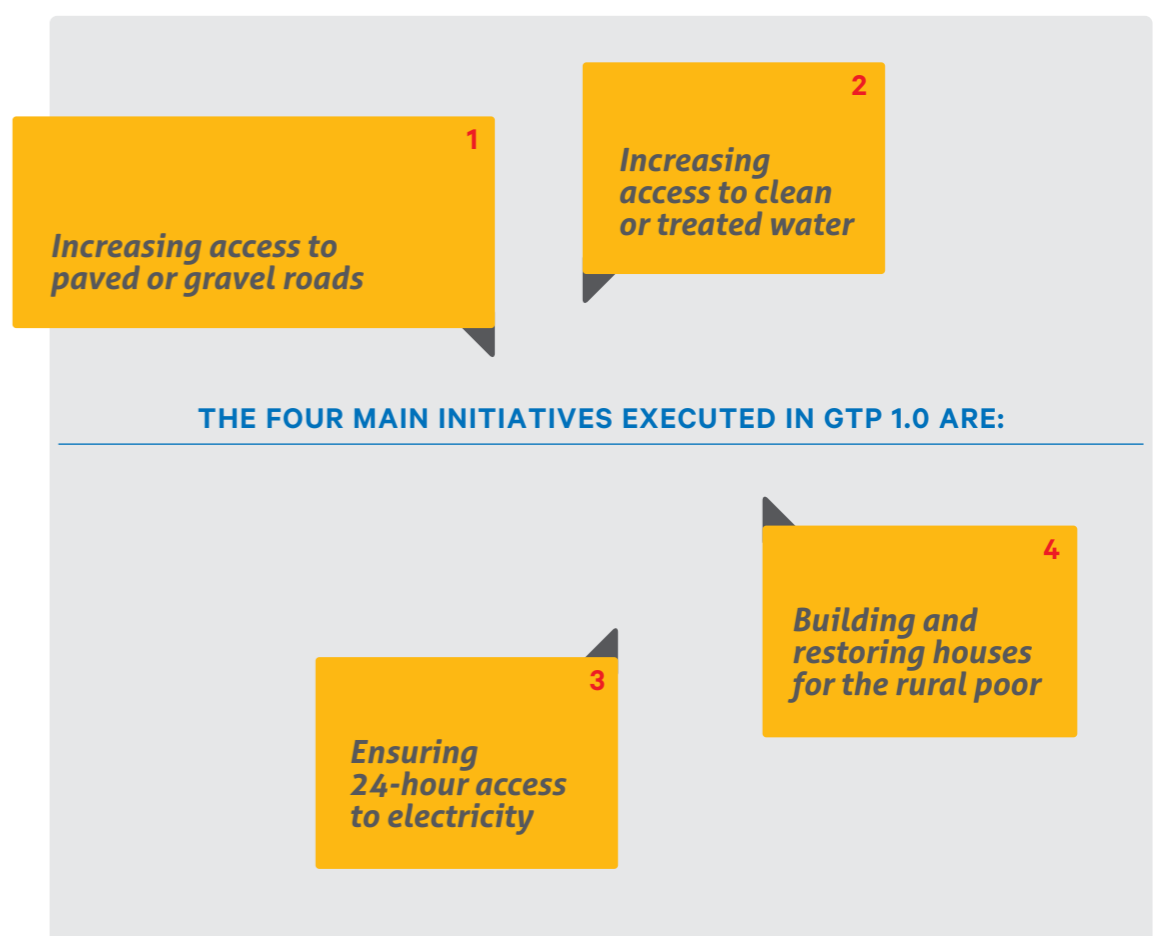 1
Increasing access to
paved or gravel roads
2
Increasing
access to clean
or treated water
THE FOUR MAIN INITIATIVES EXECUTED IN GTP 1.0 ARE:
3
Ensuring
24-hour access
to electricity
4
Building and
restoring houses
for the rural poor